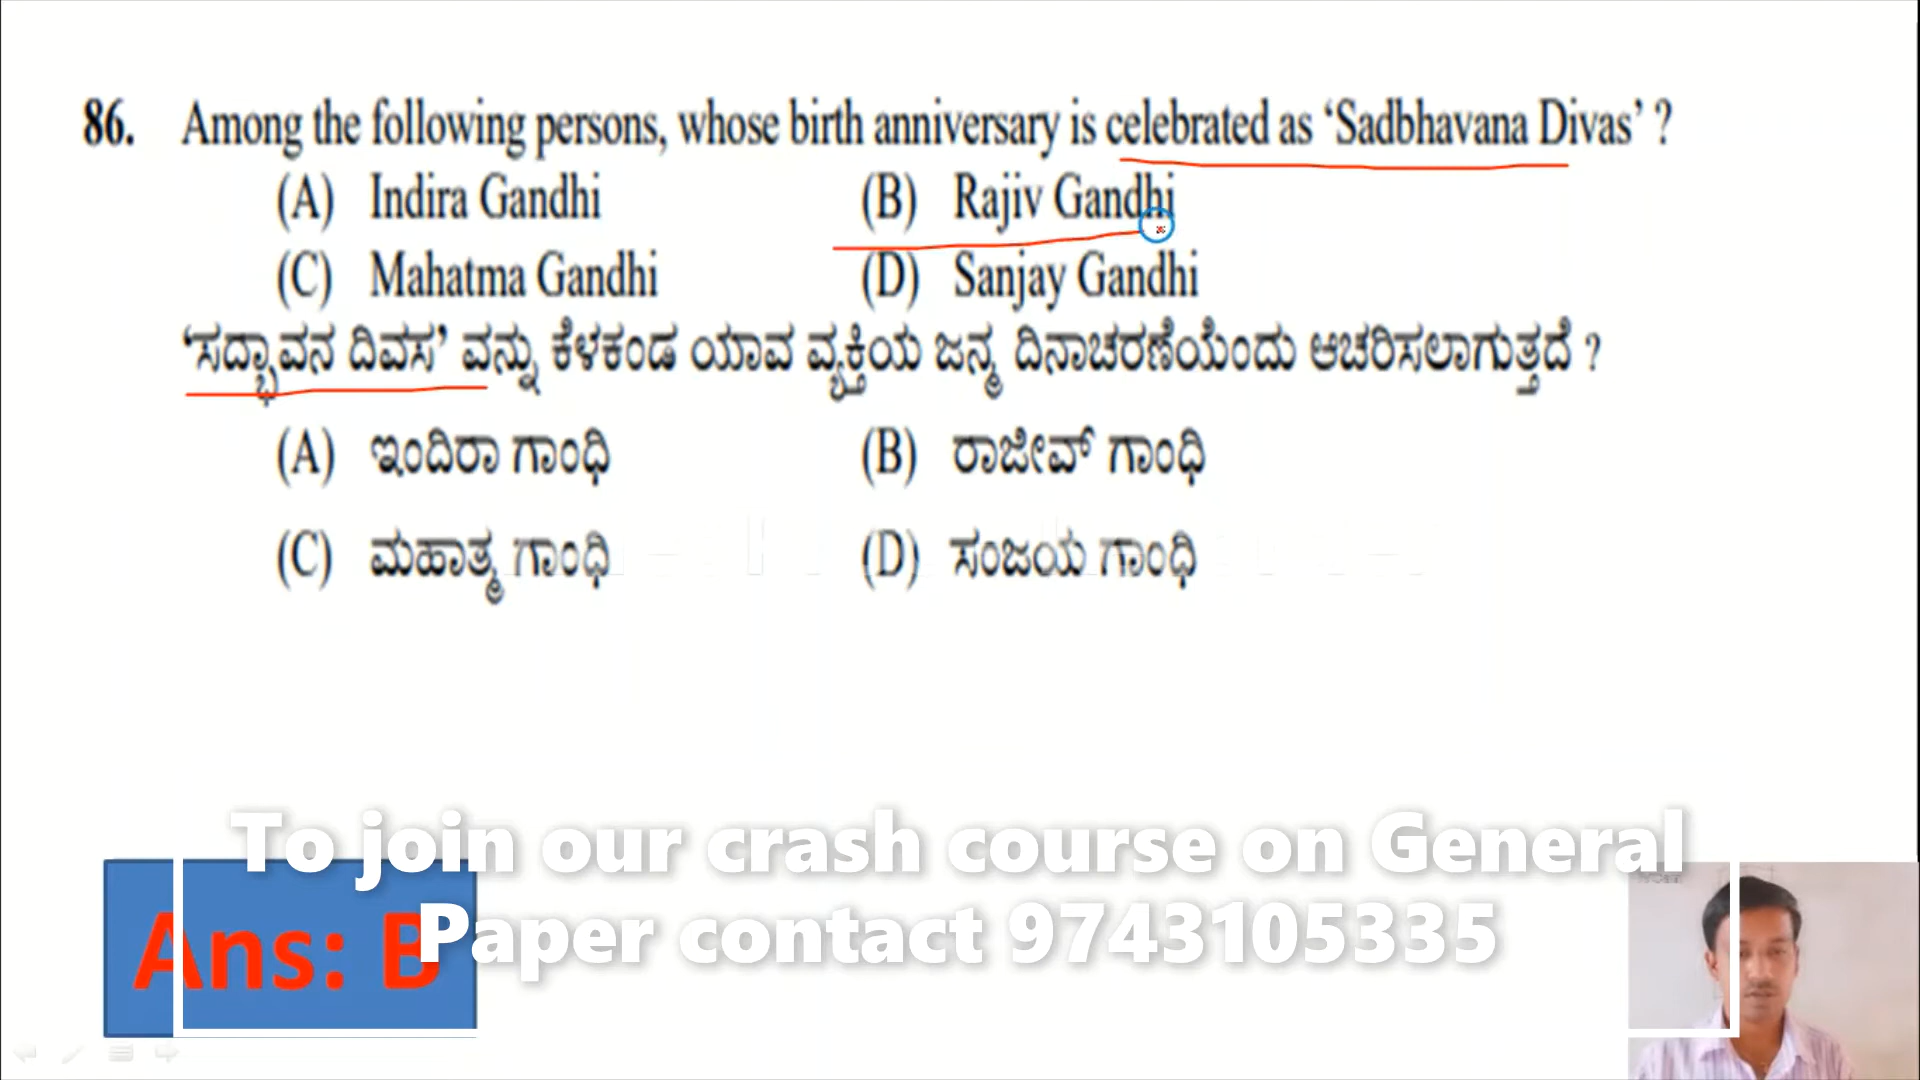 86. Among the following persons, whose birth anniversary is celebrated as ‘Sadbhavana Divas’ ?
(A) Indira Gandhi (B) Rajiv Gandhi
(C) Mahatma Gandhi (D) Sanjay Gandhi
‘ಸದ್ಭಾವನ ದಿವಸ’ ವನ್ನು ಕೆಳಕಂಡ ಯಾವ ವ್ಯಕ್ತಿಯ ಜನ್ಮ ದಿನಾಚರಣೆಯೆಂದು ಆಚರಿಸಲಾಗುತ್ತದೆ ?
(A) ಇಂದಿರಾ ಗಾಂಧಿ (B) ರಾಜೀವ್ ಗಾಂಧಿ
(C) ಮಹಾತ್ಮ ಗಾಂಧಿ (D) ಸಂಜಯ ಗಾಂಧಿ
To join our crash course on General
Paper contact 9743105335
Ans: B